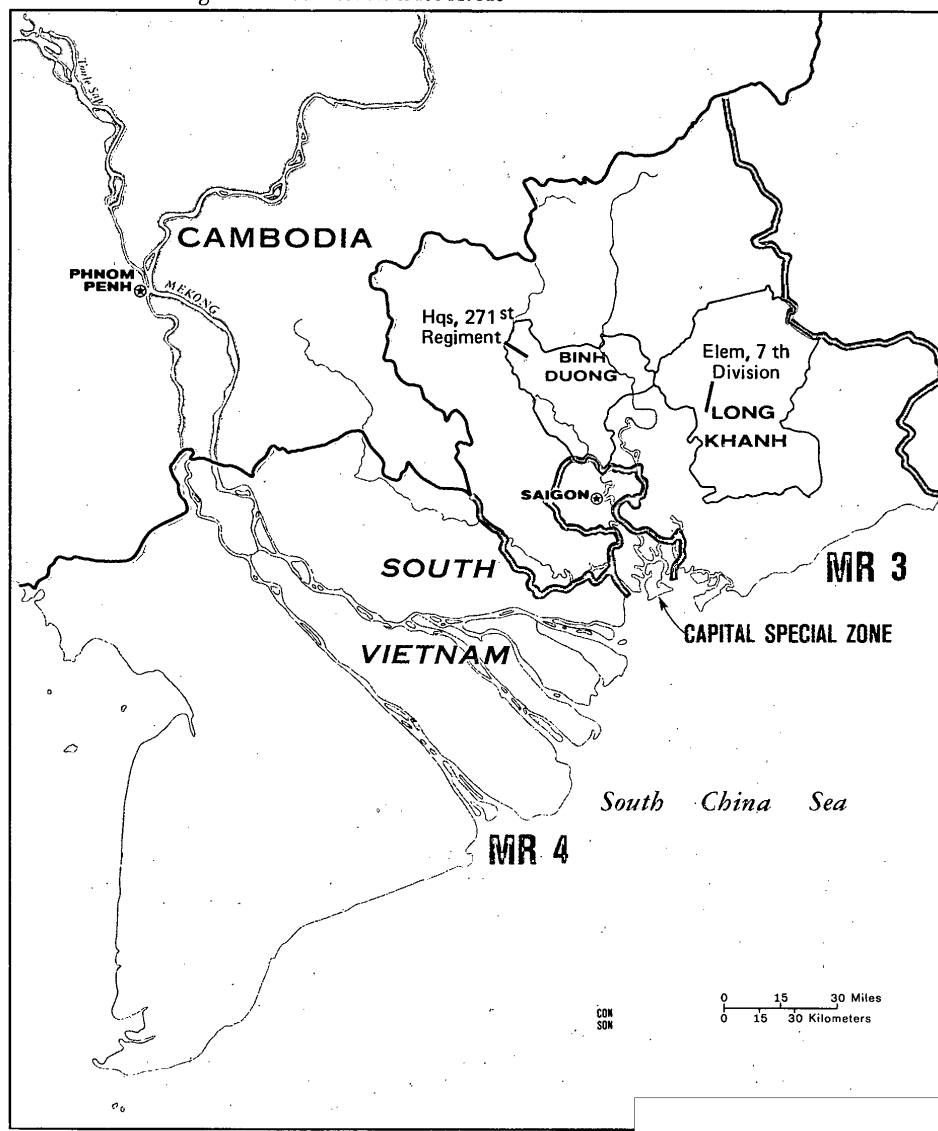 Tonle Sap
CAMBODIA
PHNOM
PENH
MEKONG
Hqs, 271st
Regiment
BINH
DUONG
Elem, 7 th
Division
LONG
KHANH
SAIGON
SOUTH
VIETNAM
MR 3
CAPITAL SPECIAL ZONE
South China Sea
MR 4
CON
SON
0 15 30 Miles
0 15 30 Kilometers